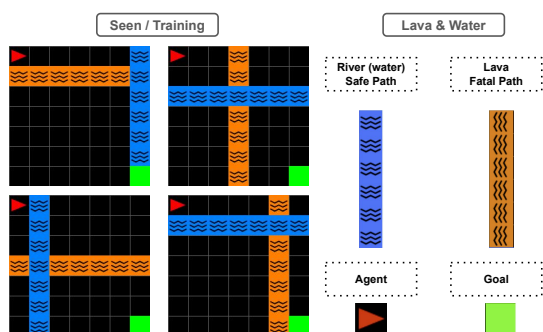 Seen / Training
Lava & Water
River (water)
Safe Path
Lava
Fatal Path
Agent
Goal